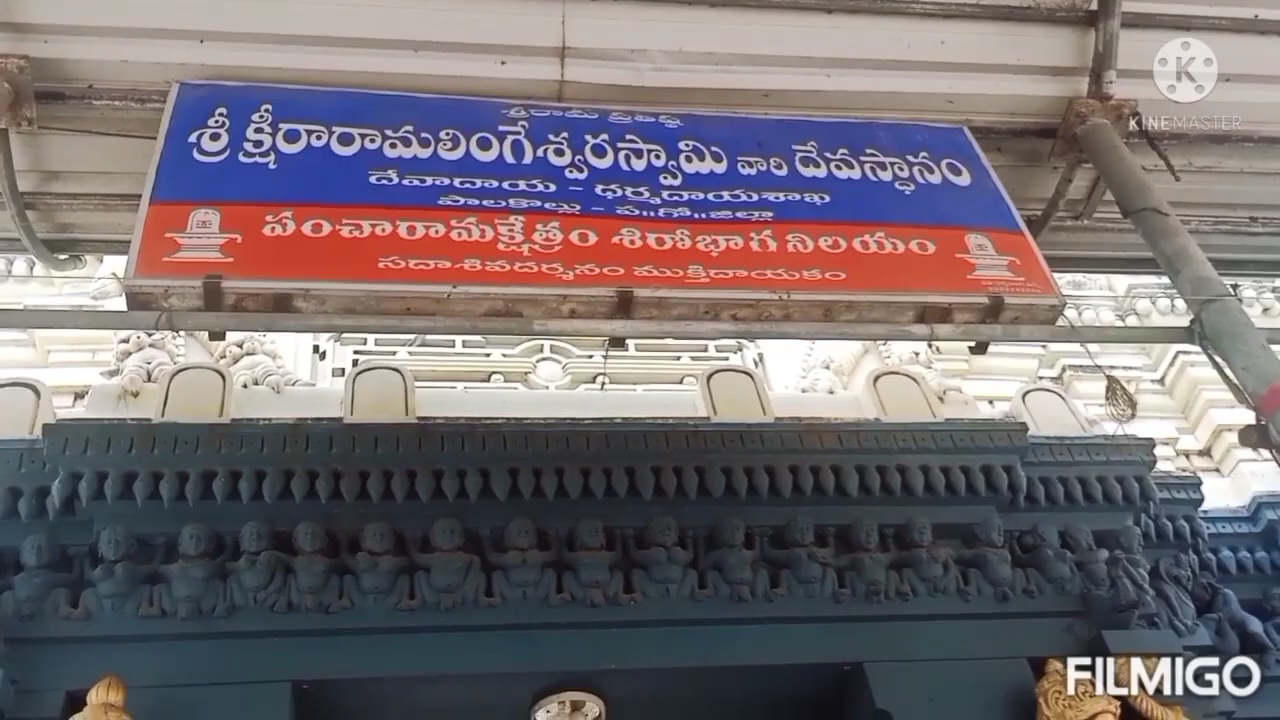 శ్రీరామ ప్రతిష్ఠ
శ్రీ క్షీరారామలింగేశ్వరస్వామి వారి దేవస్థానం
దేవాదాయ - ధర్మదాయశాఖ
పాలకొల్లు - ప॥గో॥జిల్లా
పంచారామక్షేత్రం శిరోభాగ నిలయం
సదాశివదర్శనం ముక్తిదాయకం
KINEMASTER
FILMIGO